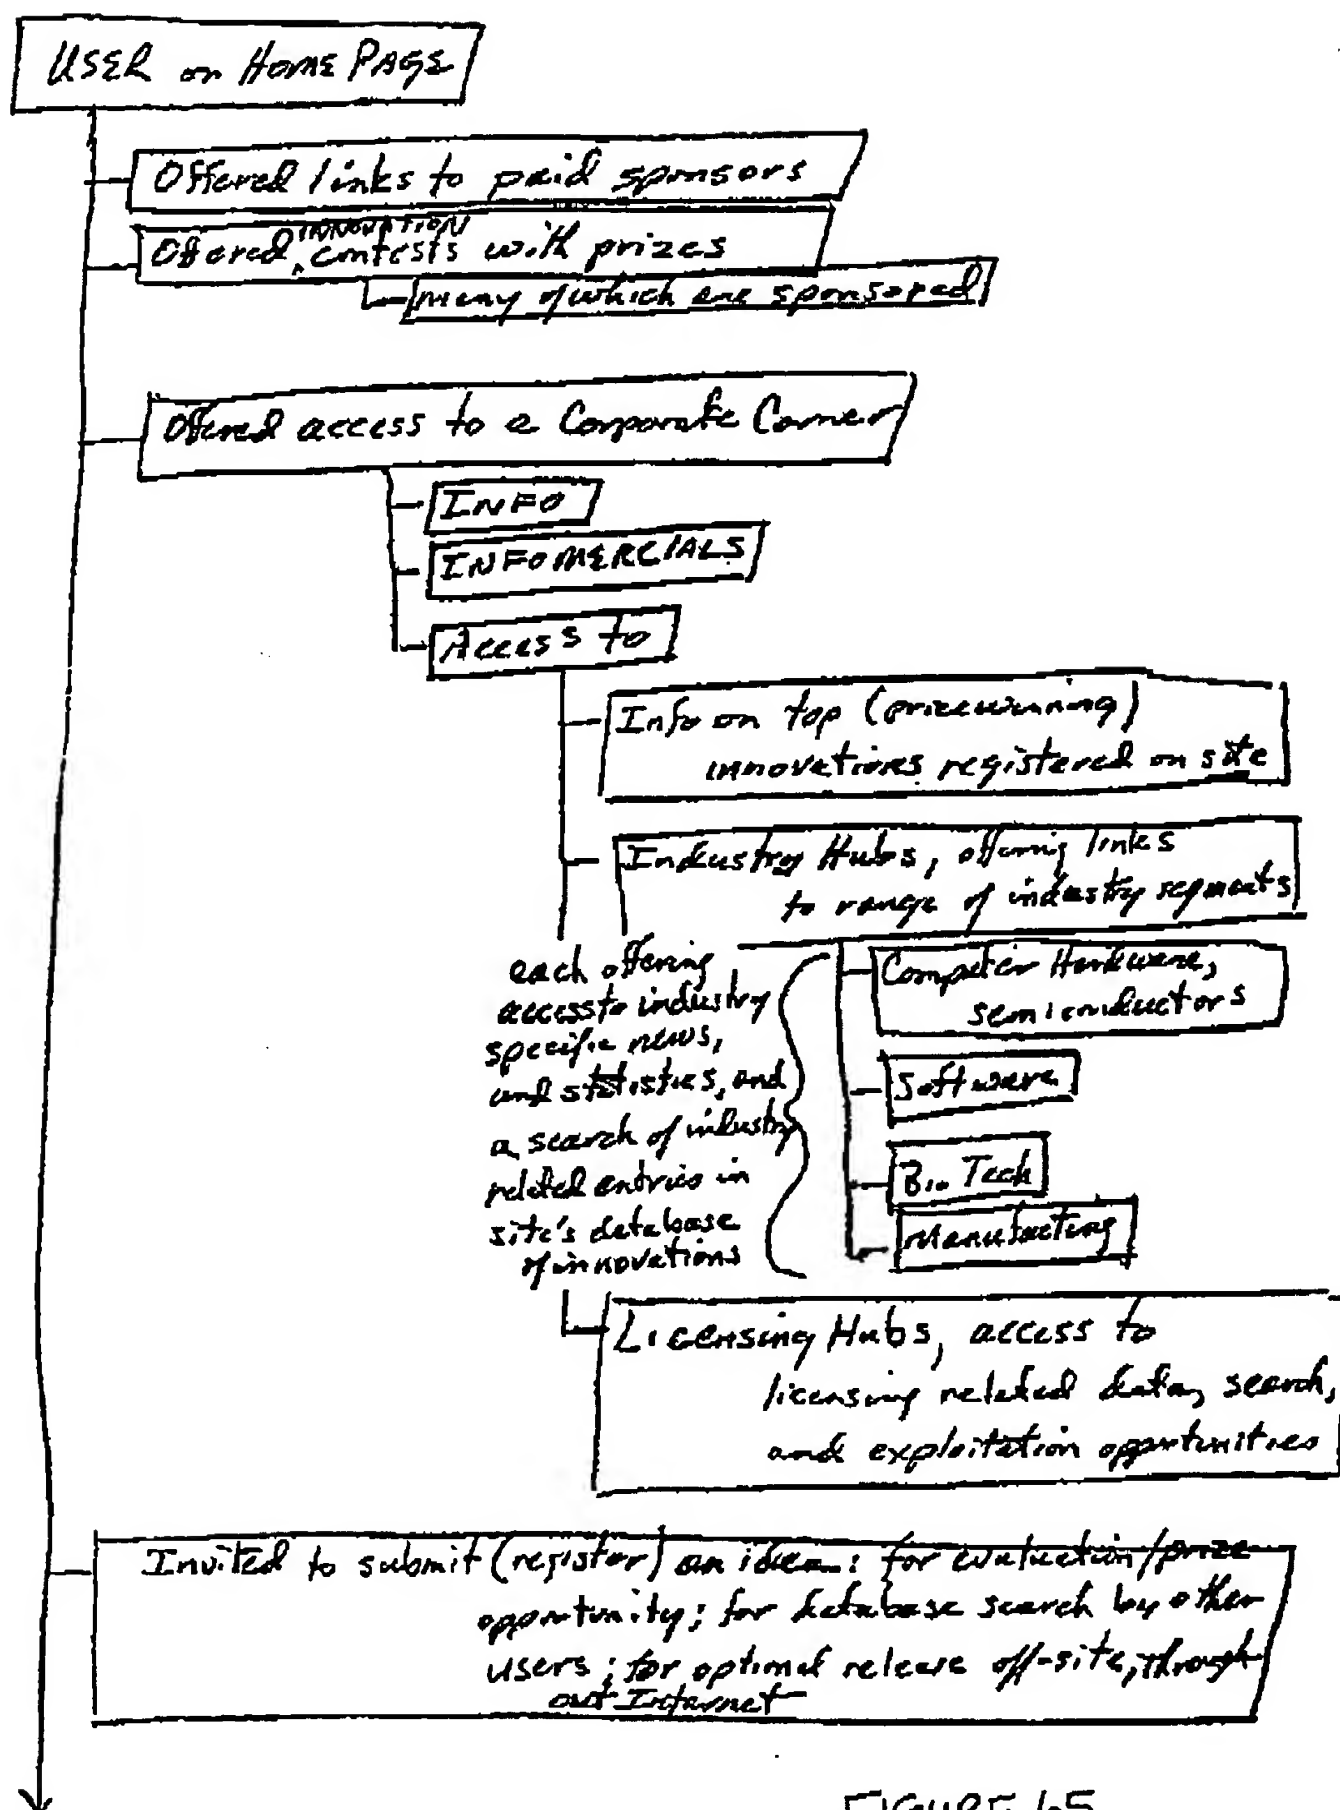 USER on HOME PAGE
Offered links to paid sponsors
INNOVATION
Offered ^ contests with prizes
many of which are sponsored
Offered access to a Corporate Corner
INFO
INFOMERCIALS
Access to
Info on top (prizewinning)
innovations registered on site
Industry Hubs, offering links
to range of industry segments
each offering
access to industry
specific news,
and statistics, and
a search of industry
related entries in
site's database
of innovations
Computer Hardware,
semiconductors
Software
Bio Tech
Manufacturing
Licensing Hubs, access to
licensing related data, search,
and exploitation opportunities
Invited to submit (register) an idea: for evaluation/prize
opportunity; for database search by other
users; for optimal release off-site, through
out Internet
FIGURE 65